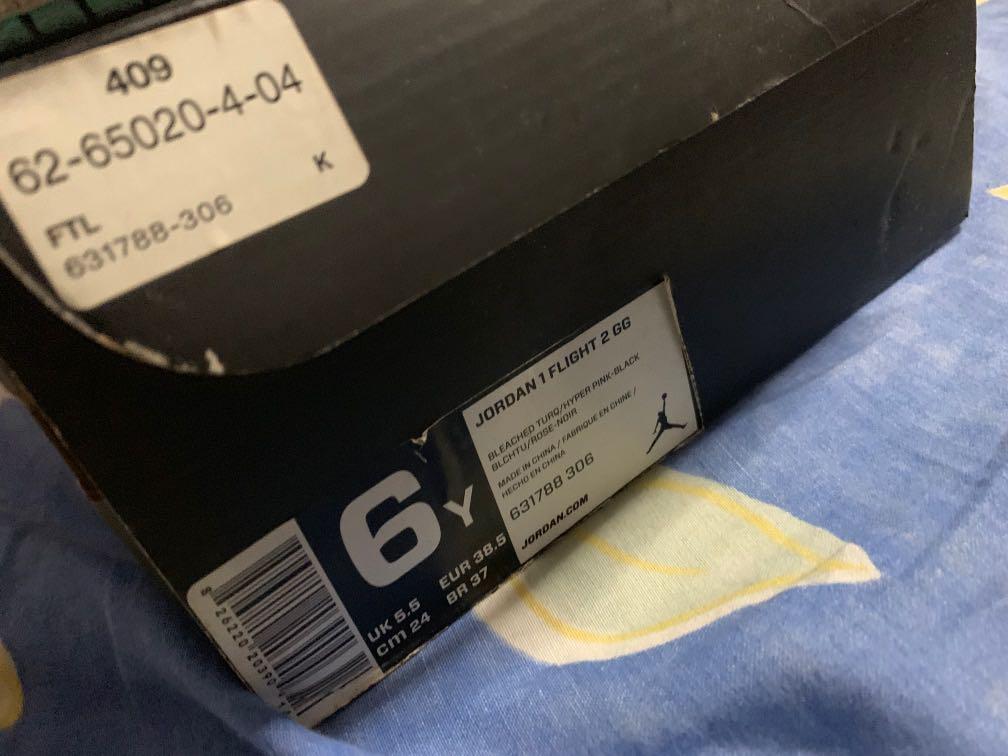 409
62-65020-4-04
K
FTL
631788-306
JORDAN 1 FLIGHT 2 GG
BLEACHED TURQ/HYPER PINK-BLACK
BLCHTU/ROSE-NOIR
MADE IN CHINA / FABRIQUE EN CHINE /
HECHO EN CHINA
631788 306
JORDAN.COM
6Y
UK 5.5 EUR 38.5
cm 24 BR 37
26220 20390